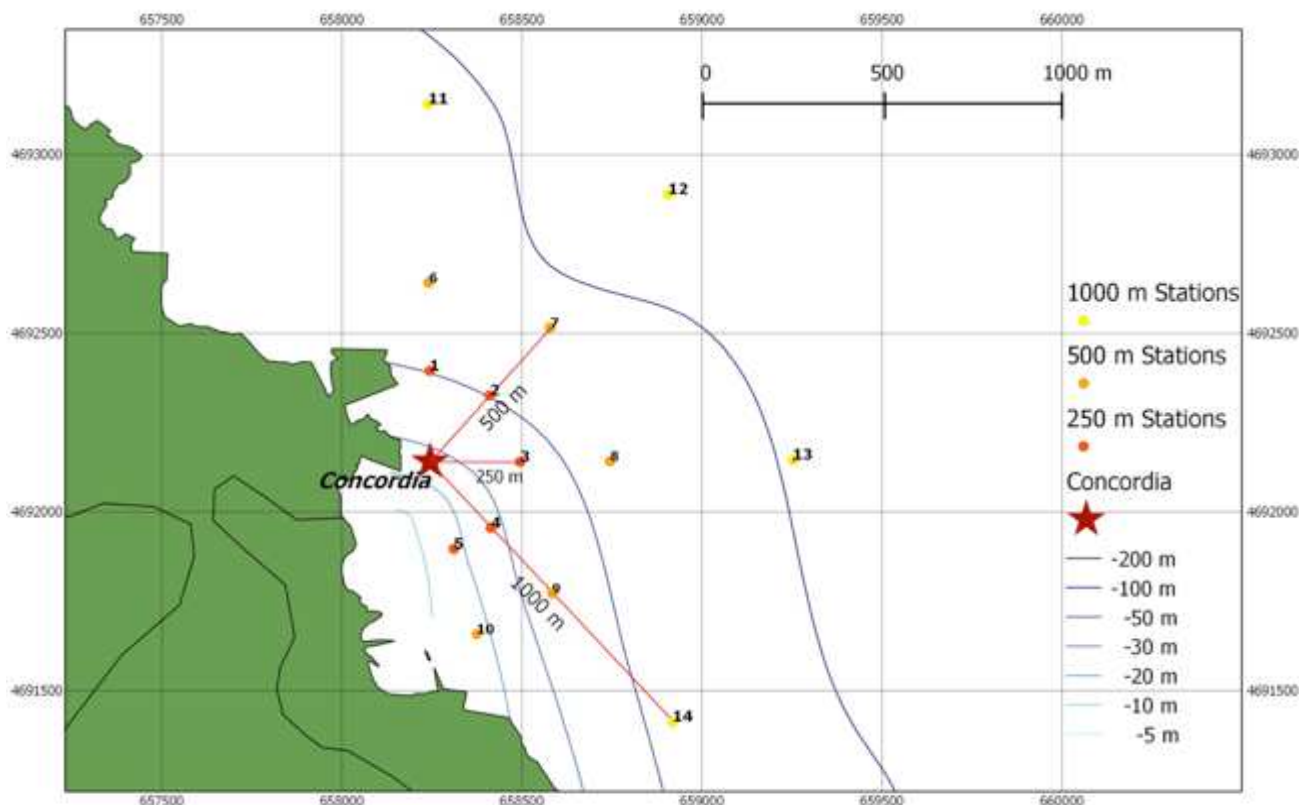 657500 658000 658500 659000 659500 660000
0 500 1000 m
11
4693000 4693000
12
6
1000 m Stations
7
4692500 4692500
500 m Stations
1
2
500 m
250 m Stations
3 8 13
250 m
Concordia
Concordia
4692000 4692000
4
5
-200 m
9
1000 m
-100 m
-50 m
10
-30 m
-20 m
4691500 4691500
-10 m
14
-5 m
657500 658000 658500 659000 659500 660000